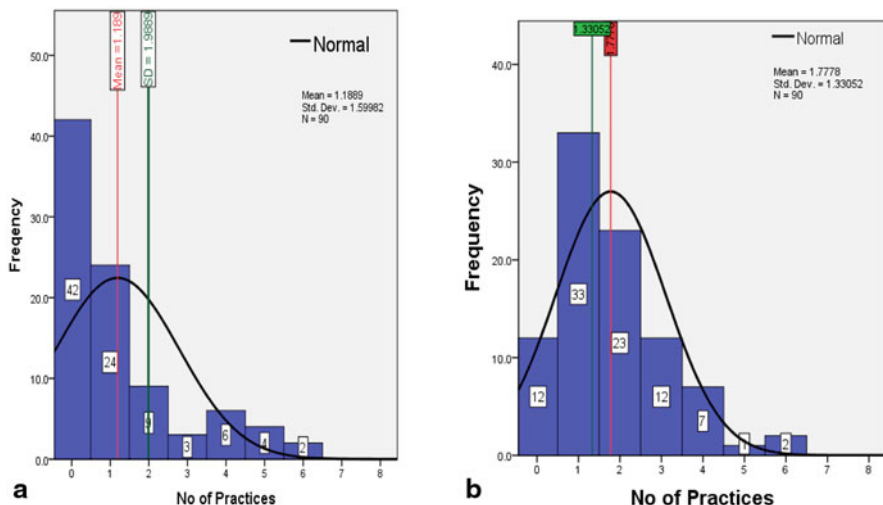 Mean = 1.189
SD = 1.9889
Normal
Mean = 1.1889
Std. Dev. = 1.59982
N = 90
Freqency
50.0
40.0
30.0
20.0
10.0
0.0
42
24
9
3
6
4
2
0 1 2 3 4 5 6 7 8
No of Practices
a
1.33052
Normal
Mean = 1.7778
Std. Dev. = 1.33052
N = 90
Frequency
40.0
30.0
20.0
10.0
0.0
12
33
23
12
7
1
2
0 1 2 3 4 5 6 7 8
No of Practices
b